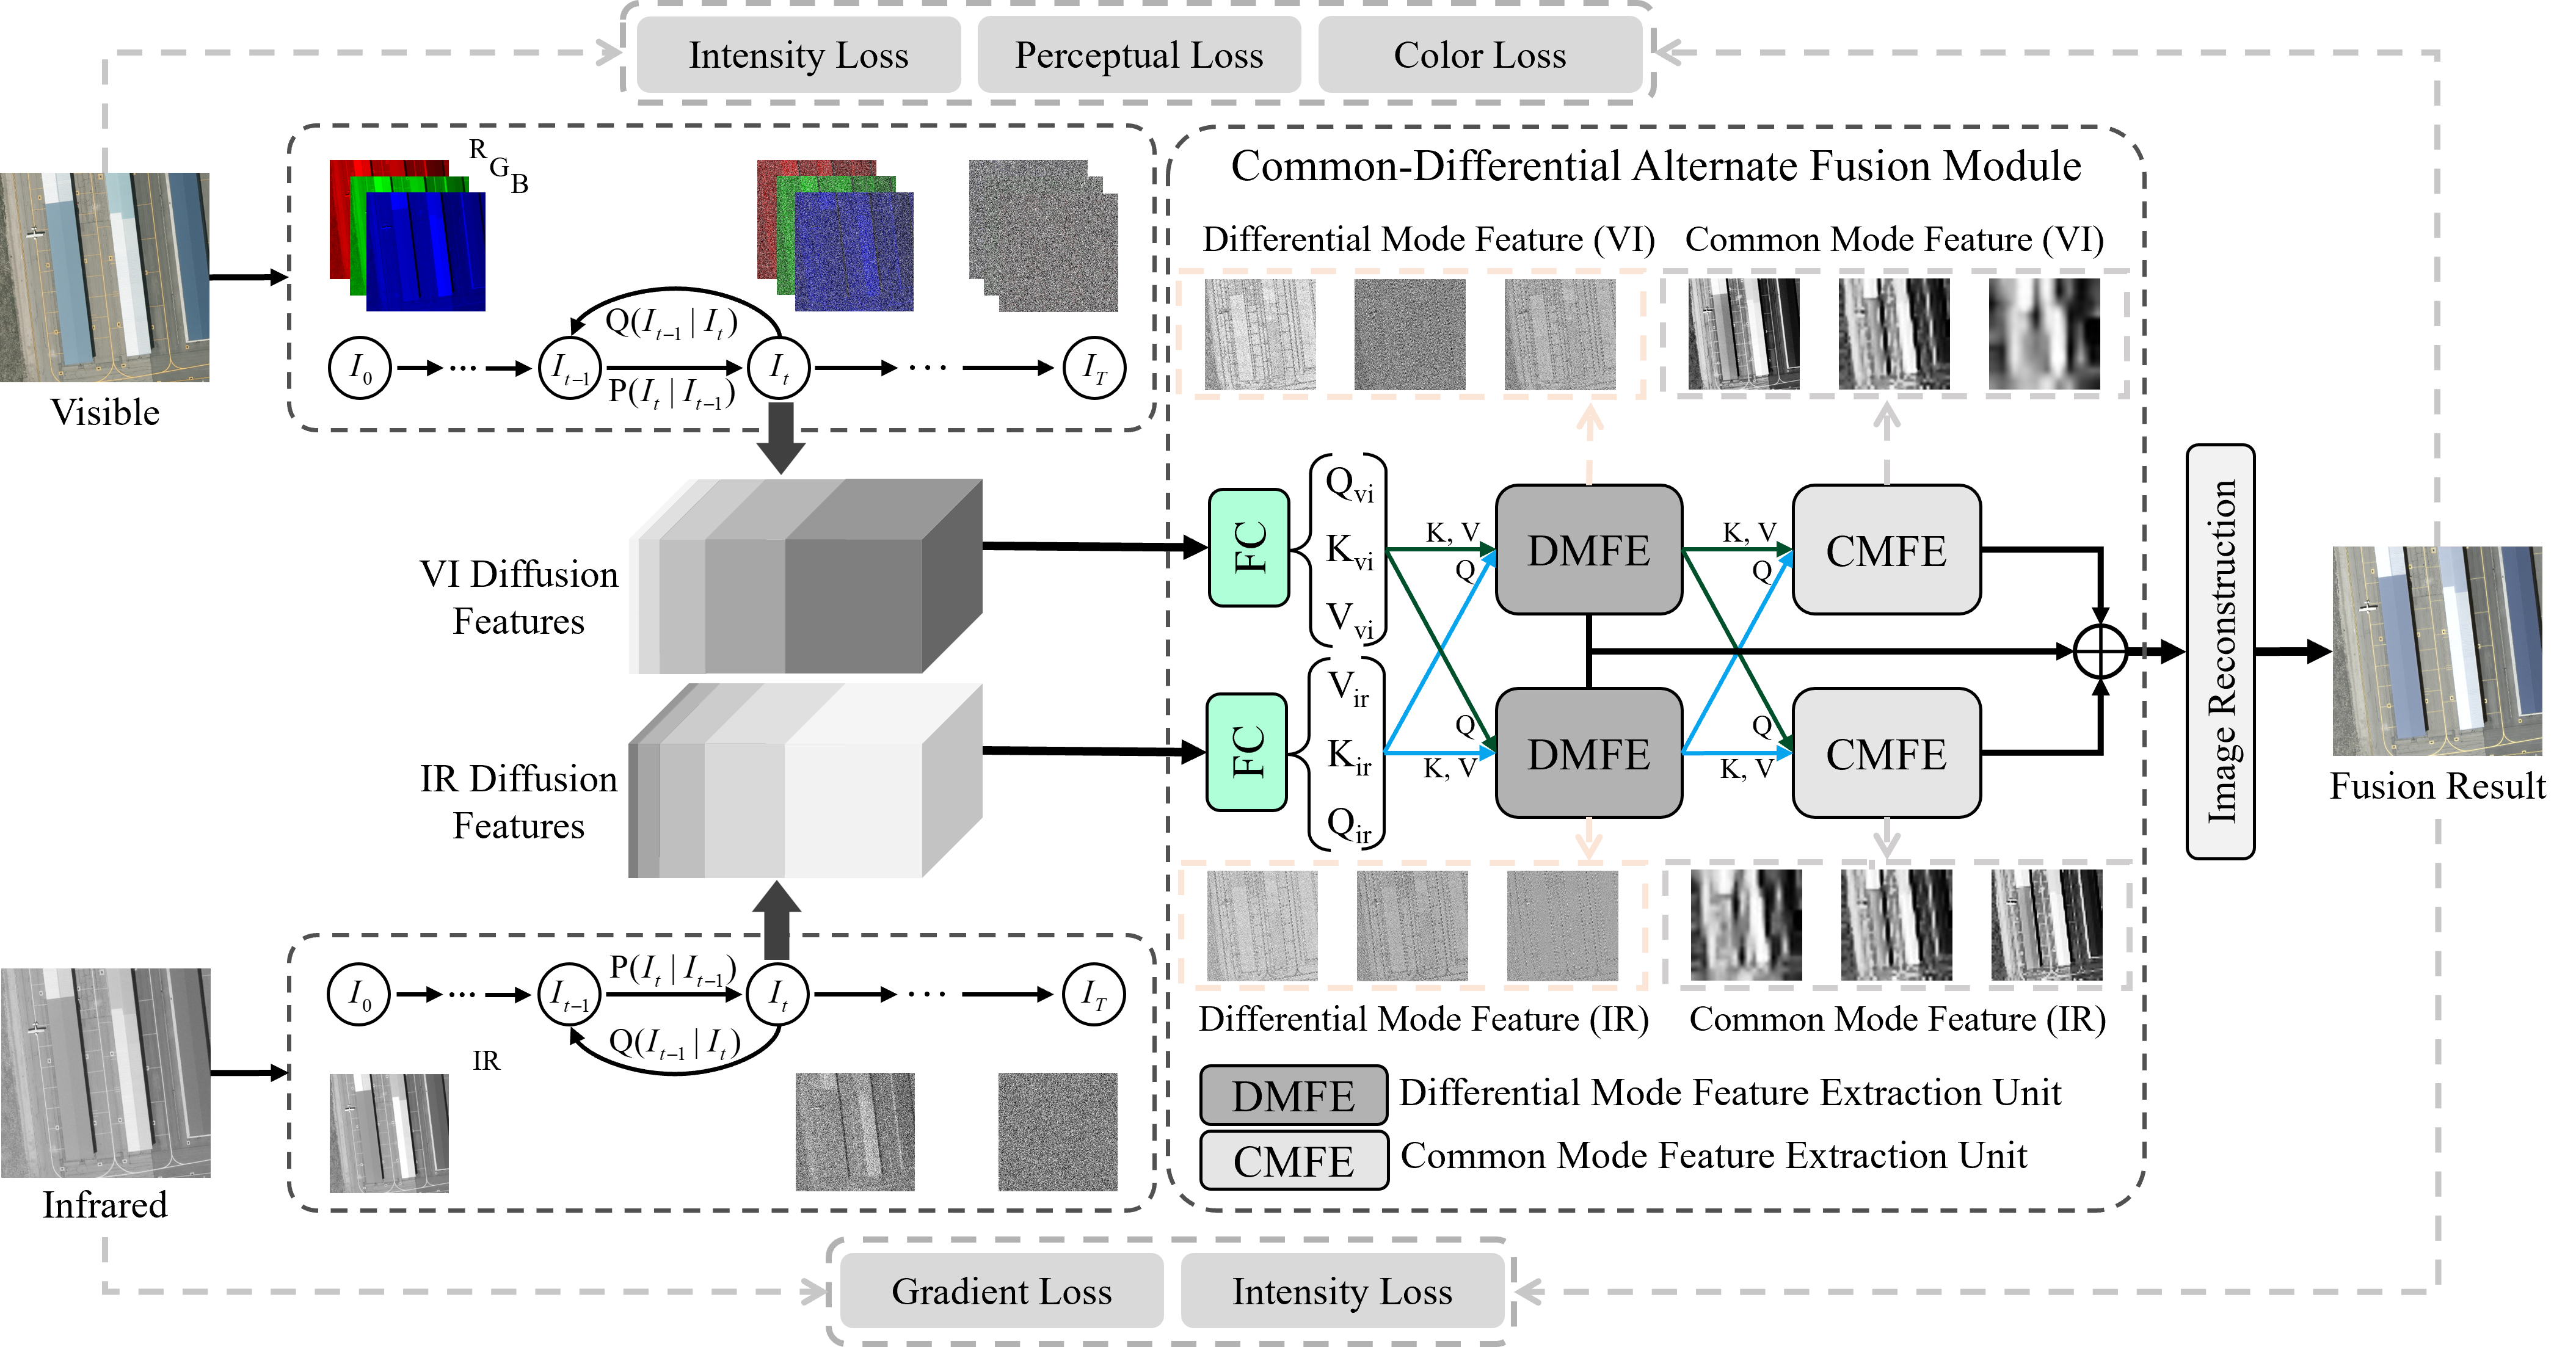 Intensity Loss
Perceptual Loss
Color Loss
R
G
B
Q(I_{t-1} | I_t)
I_0
...
I_{t-1}
P(I_t | I_{t-1})
I_t
...
I_T
Visible
VI Diffusion
Features
IR Diffusion
Features
I_0
...
I_{t-1}
P(I_t | I_{t-1})
Q(I_{t-1} | I_t)
I_t
...
I_T
IR
Infrared
Common-Differential Alternate Fusion Module
Differential Mode Feature (VI)
Common Mode Feature (VI)
FC
Q_{vi}
K_{vi}
V_{vi}
K, V
Q
DMFE
K, V
Q
CMFE
FC
V_{ir}
K_{ir}
Q_{ir}
Q
K, V
DMFE
Q
K, V
CMFE
Differential Mode Feature (IR)
Common Mode Feature (IR)
DMFE Differential Mode Feature Extraction Unit
CMFE Common Mode Feature Extraction Unit
Image Reconstruction
Fusion Result
Gradient Loss
Intensity Loss